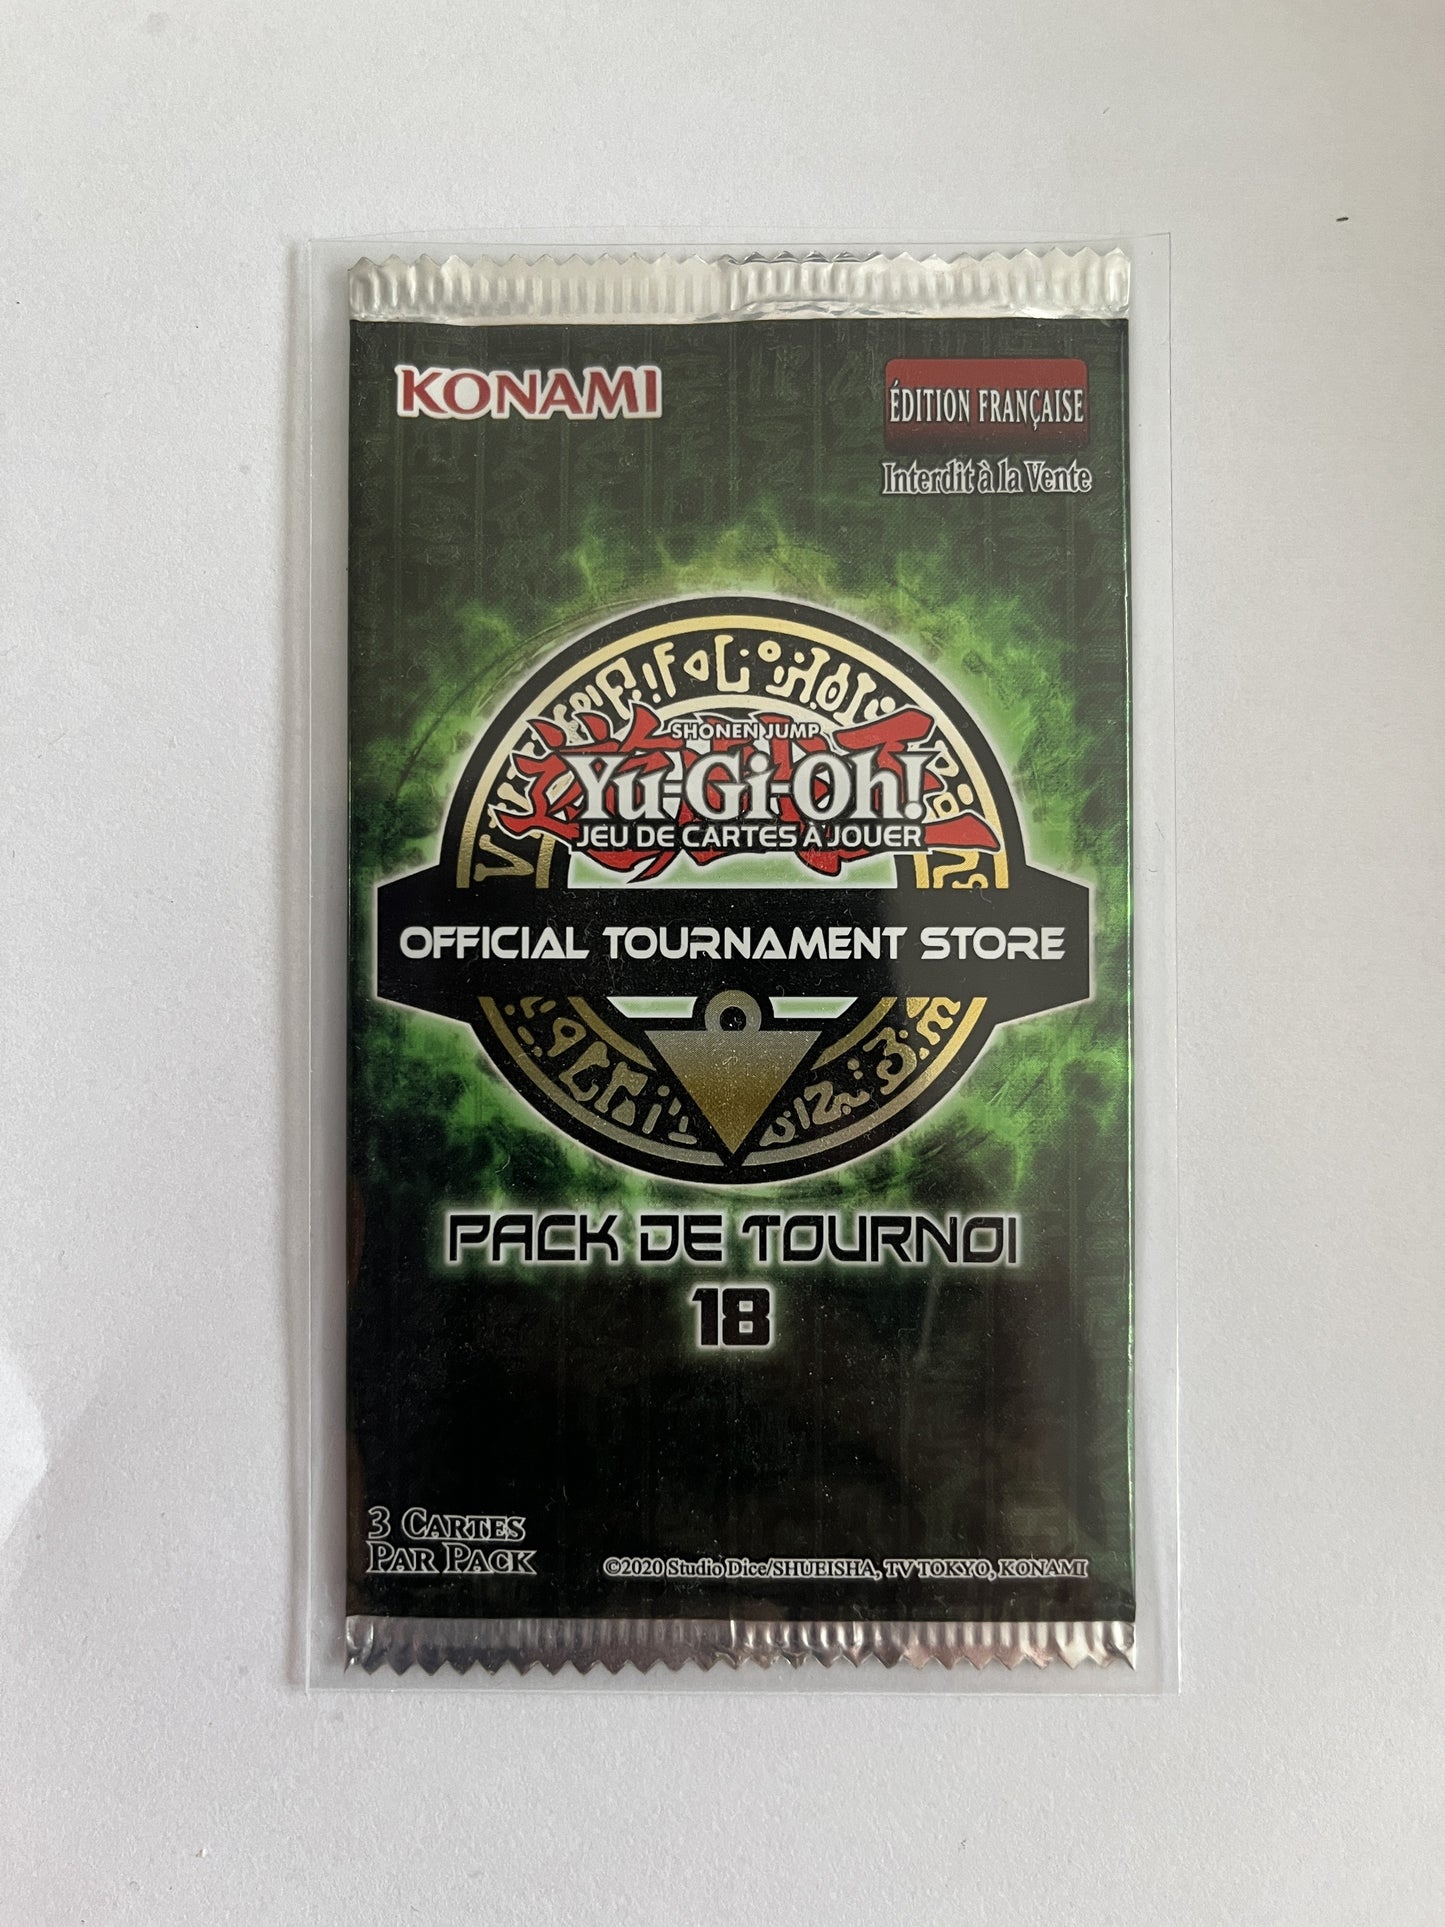 KONAMI
ÉDITION FRANÇAISE
Interdit à la Vente
SHONEN JUMP
Yu-Gi-Oh!
JEU DE CARTES À JOUER
OFFICIAL TOURNAMENT STORE
PACK DE TOURNOI
18
3 CARTES
PAR PACK
©2020 Studio Dice/SHUEISHA, TV TOKYO, KONAMI